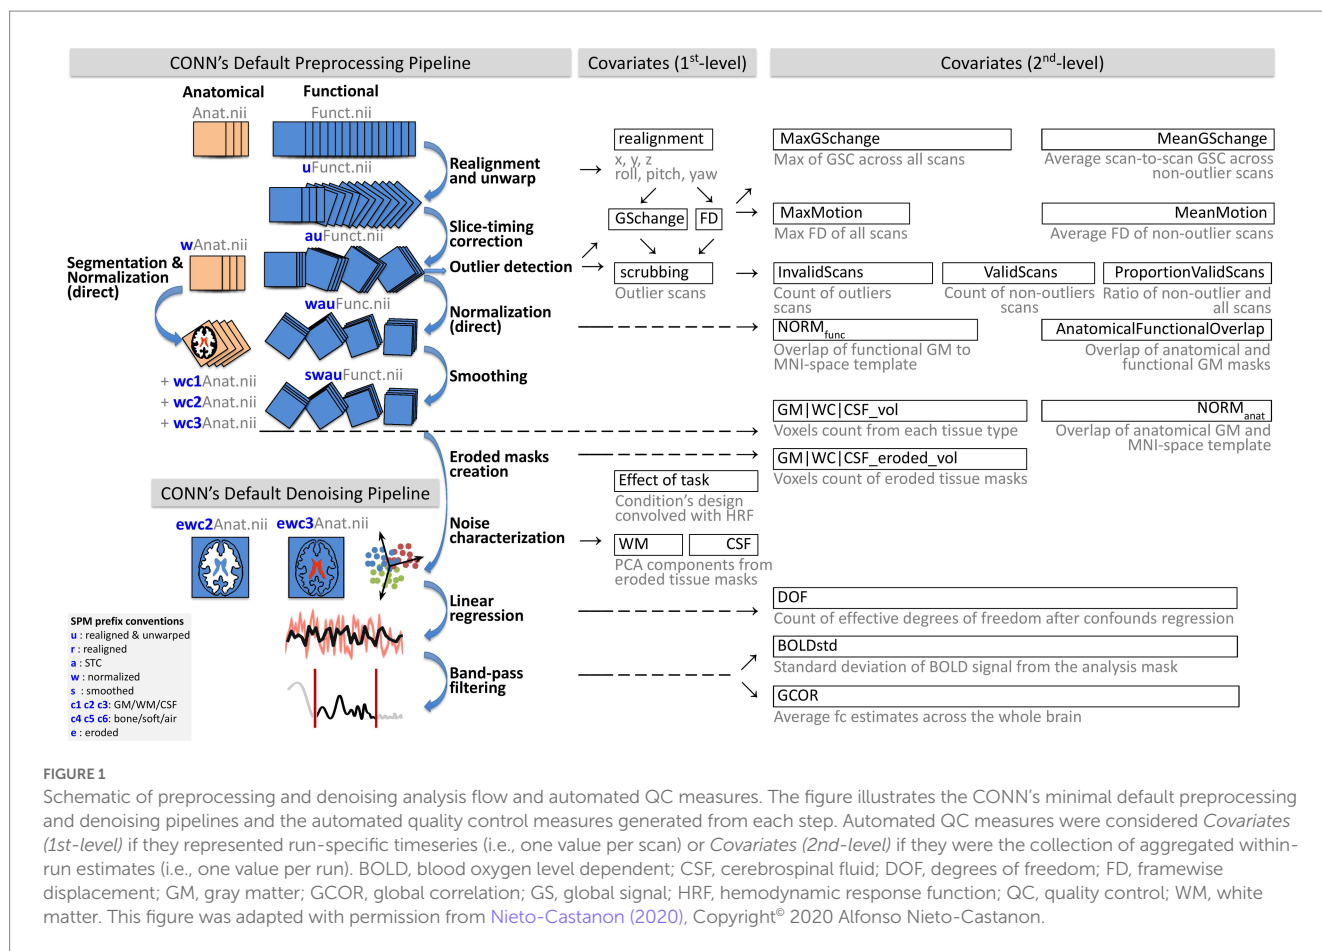 CONN's Default Preprocessing Pipeline
Covariates (1st-level)
Covariates (2nd-level)
Anatomical
Functional
Anat.nii
Funct.nii
uFunct.nii
Realignment
and unwarp
realignment
x, y, z
roll, pitch, yaw
MaxGSchange
Max of GSC across all scans
MeanGSchange
Average scan-to-scan GSC across
non-outlier scans
Slice-timing
correction
GSchange
FD
MaxMotion
Max FD of all scans
MeanMotion
Average FD of non-outlier scans
auFunct.nii
wAnat.nii
Segmentation &
Normalization
(direct)
Outlier detection
scrubbing
Outlier scans
InvalidScans
Count of outliers
scans
ValidScans
Count of non-outliers
scans
ProportionValidScans
Ratio of non-outlier and
all scans
wauFunc.nii
Normalization
(direct)
NORMfunc
Overlap of functional GM to
MNI-space template
AnatomicalFunctionalOverlap
Overlap of anatomical and
functional GM masks
swauFunct.nii
Smoothing
+ wc1Anat.nii
+ wc2Anat.nii
+ wc3Anat.nii
GM|WC|CSF_vol
Voxels count from each tissue type
NORManat
Overlap of anatomical GM and
MNI-space template
Eroded masks
creation
GM|WC|CSF_eroded_vol
Voxels count of eroded tissue masks
CONN's Default Denoising Pipeline
Effect of task
Condition's design
convolved with HRF
ewc2Anat.nii
ewc3Anat.nii
Noise
characterization
WM
CSF
PCA components from
eroded tissue masks
Linear
regression
DOF
Count of effective degrees of freedom after confounds regression
BOLDstd
Standard deviation of BOLD signal from the analysis mask
Band-pass
filtering
GCOR
Average fc estimates across the whole brain
SPM prefix conventions
u : realigned & unwarped
r : realigned
a : STC
w : normalized
s : smoothed
c1 c2 c3: GM/WM/CSF
c4 c5 c6: bone/soft/air
e : eroded
FIGURE 1
Schematic of preprocessing and denoising analysis flow and automated QC measures. The figure illustrates the CONN's minimal default preprocessing
and denoising pipelines and the automated quality control measures generated from each step. Automated QC measures were considered Covariates
(1st-level) if they represented run-specific timeseries (i.e., one value per scan) or Covariates (2nd-level) if they were the collection of aggregated within-
run estimates (i.e., one value per run). BOLD, blood oxygen level dependent; CSF, cerebrospinal fluid; DOF, degrees of freedom; FD, framewise
displacement; GM, gray matter; GCOR, global correlation; GS, global signal; HRF, hemodynamic response function; QC, quality control; WM, white
matter. This figure was adapted with permission from Nieto-Castanon (2020), Copyright© 2020 Alfonso Nieto-Castanon.